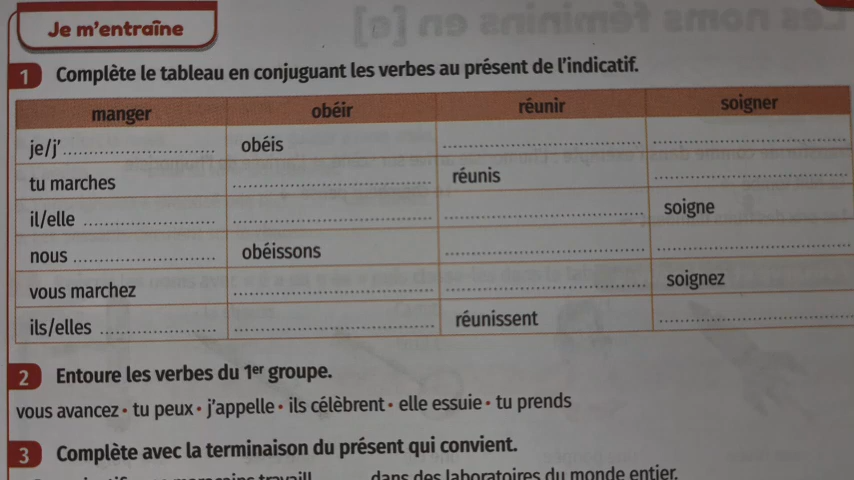 Je m'entraîne
1 Complète le tableau en conjuguant les verbes au présent de l'indicatif.
manger obéir réunir soigner
je/j'.............................. obéis .............................. ..............................
tu marches .............................. réunis ..............................
il/elle .............................. .............................. .............................. soigne
nous .............................. obéissons .............................. ..............................
vous marchez .............................. .............................. soignez
ils/elles .............................. .............................. réunissent ..............................
2 Entoure les verbes du 1er groupe.
vous avancez • tu peux • j'appelle • ils célèbrent • elle essuie • tu prends
3 Complète avec la terminaison du présent qui convient.
marocains travaill dans des laboratoires du monde entier.